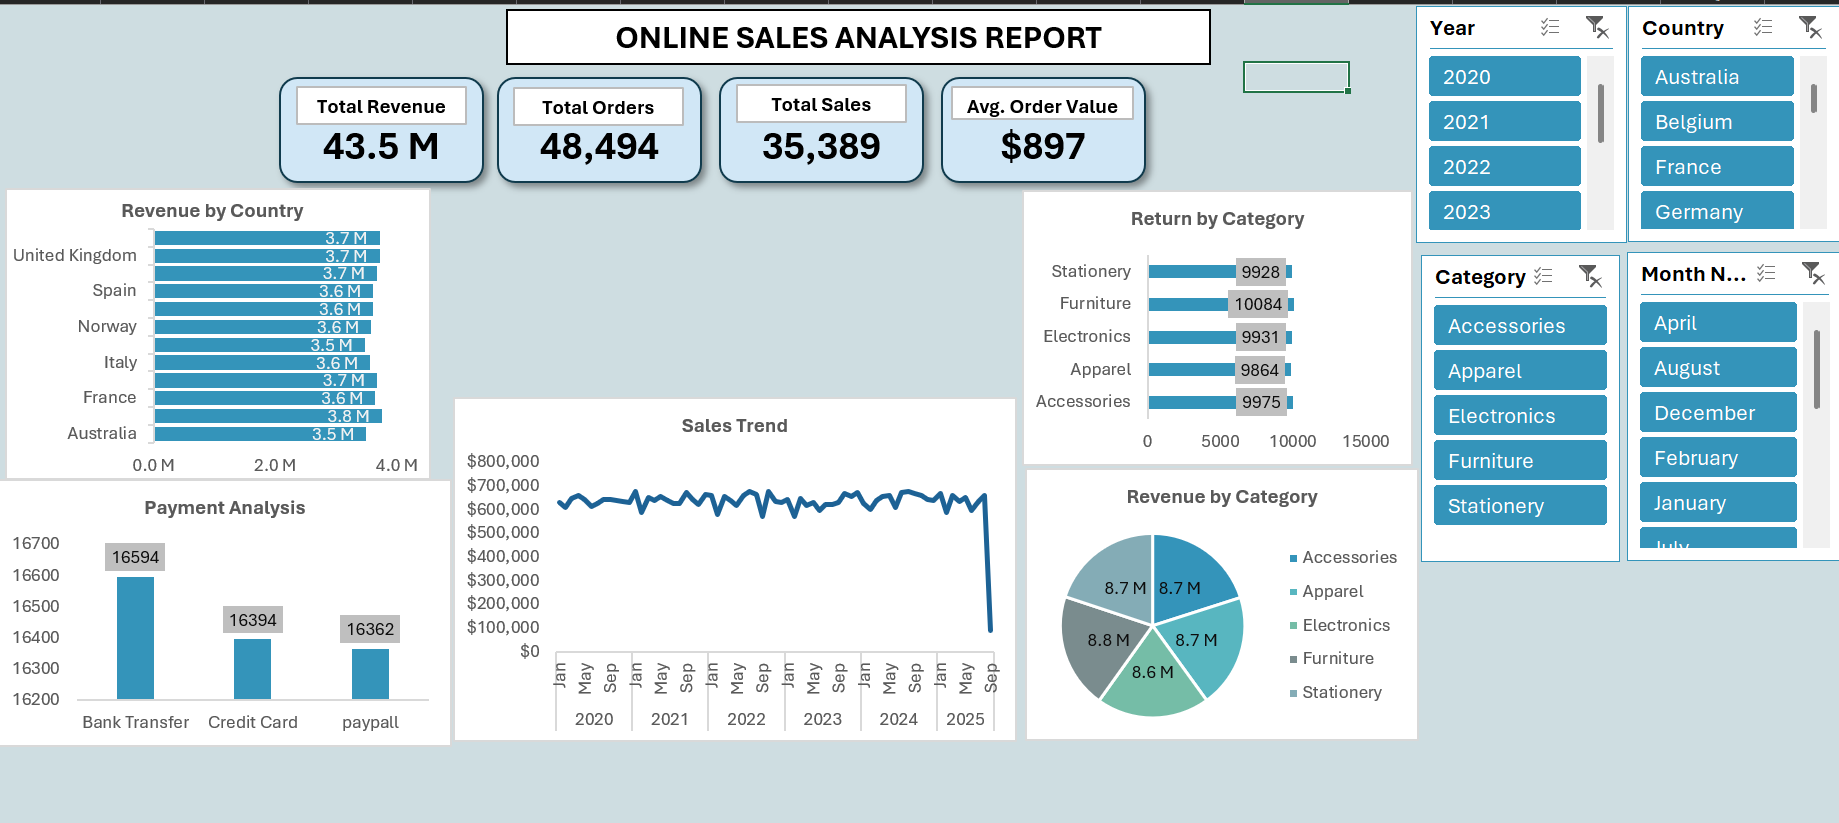 ONLINE SALES ANALYSIS REPORT
Total Revenue
43.5 M
Total Orders
48,494
Total Sales
35,389
Avg. Order Value
$897
Year
2020
2021
2022
2023
Country
Australia
Belgium
France
Germany
Category
Accessories
Apparel
Electronics
Furniture
Stationery
Month N...
April
August
December
February
January
July
Revenue by Country
3.7 M
United Kingdom 3.7 M
3.7 M
Spain 3.6 M
3.6 M
Norway 3.6 M
3.5 M
Italy 3.6 M
3.7 M
France 3.6 M
3.8 M
Australia 3.5 M
0.0 M 2.0 M 4.0 M
Payment Analysis
16700
16600
16500
16400
16300
16200
16594
16394
16362
Bank Transfer Credit Card paypall
Sales Trend
$800,000
$700,000
$600,000
$500,000
$400,000
$300,000
$200,000
$100,000
$0
Jan May Sep Jan May Sep Jan May Sep Jan May Sep Jan May Sep Jan May Sep
2020 2021 2022 2023 2024 2025
Return by Category
Stationery 9928
Furniture 10084
Electronics 9931
Apparel 9864
Accessories 9975
0 5000 10000 15000
Revenue by Category
8.7 M 8.7 M
8.8 M 8.7 M
8.6 M
Accessories
Apparel
Electronics
Furniture
Stationery